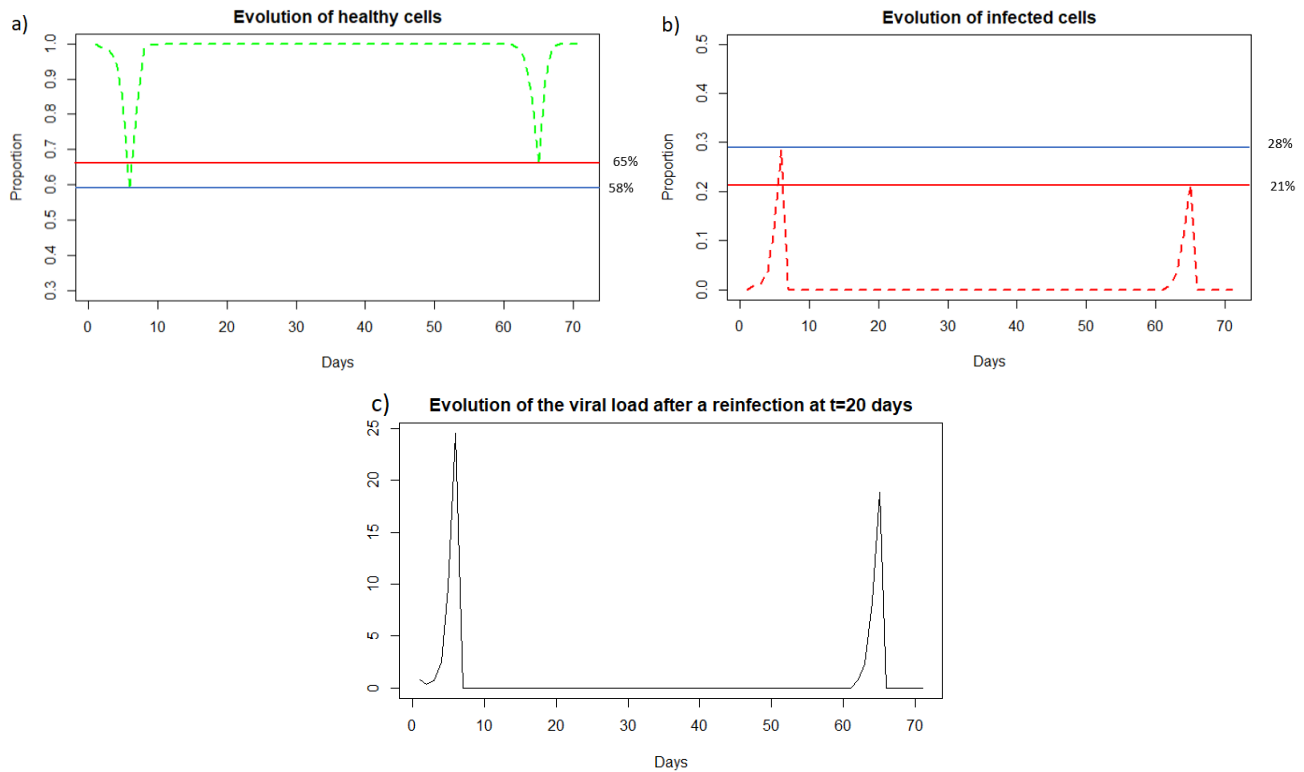 a)
Evolution of healthy cells
Proportion
1.0
0.9
0.8
0.7
0.6
0.5
0.4
0.3
65%
58%
0 10 20 30 40 50 60 70
Days
b)
Evolution of infected cells
Proportion
0.5
0.4
0.3
0.2
0.1
0.0
28%
21%
0 10 20 30 40 50 60 70
Days
c)
Evolution of the viral load after a reinfection at t=20 days
25
20
15
10
5
0
0 10 20 30 40 50 60 70
Days